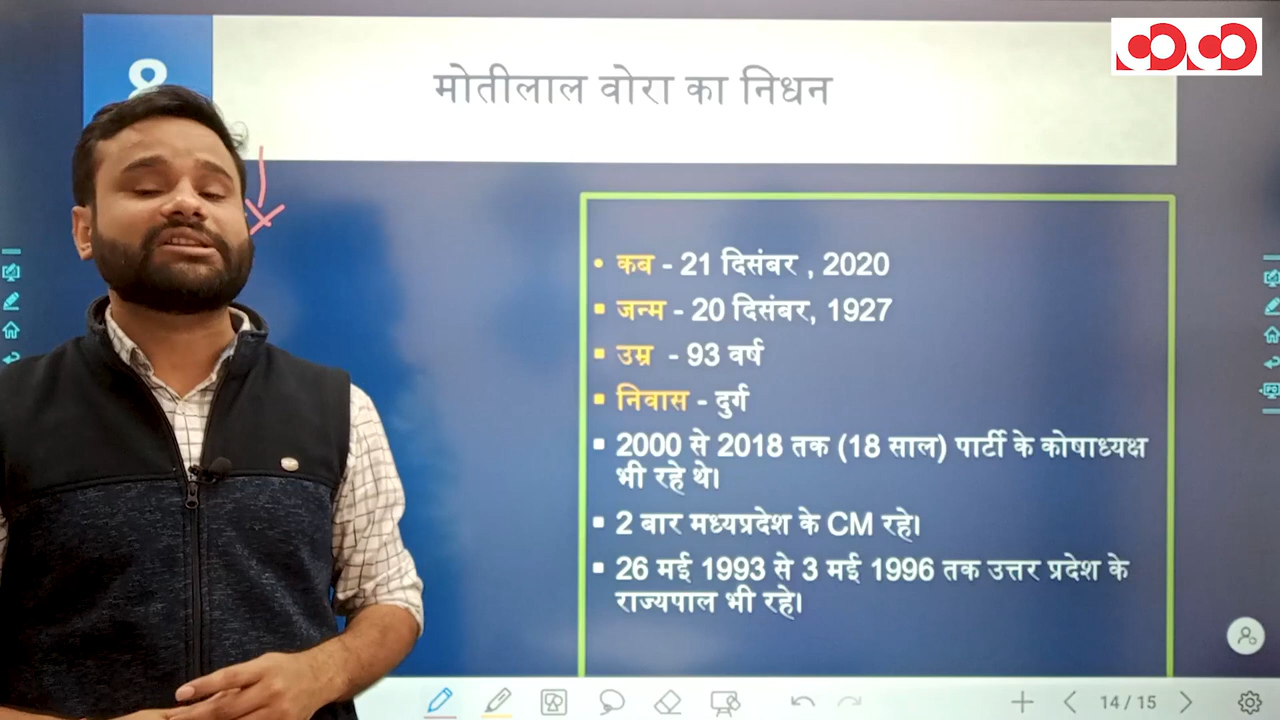 8
मोतीलाल वोरा का निधन
• कब - 21 दिसंबर , 2020
▪ जन्म - 20 दिसंबर, 1927
▪ उम्र - 93 वर्ष
▪ निवास - दुर्ग
▪ 2000 से 2018 तक (18 साल) पार्टी के कोषाध्यक्ष
भी रहे थे।
▪ 2 बार मध्यप्रदेश के CM रहे।
▪ 26 मई 1993 से 3 मई 1996 तक उत्तर प्रदेश के
राज्यपाल भी रहे।
14 / 15